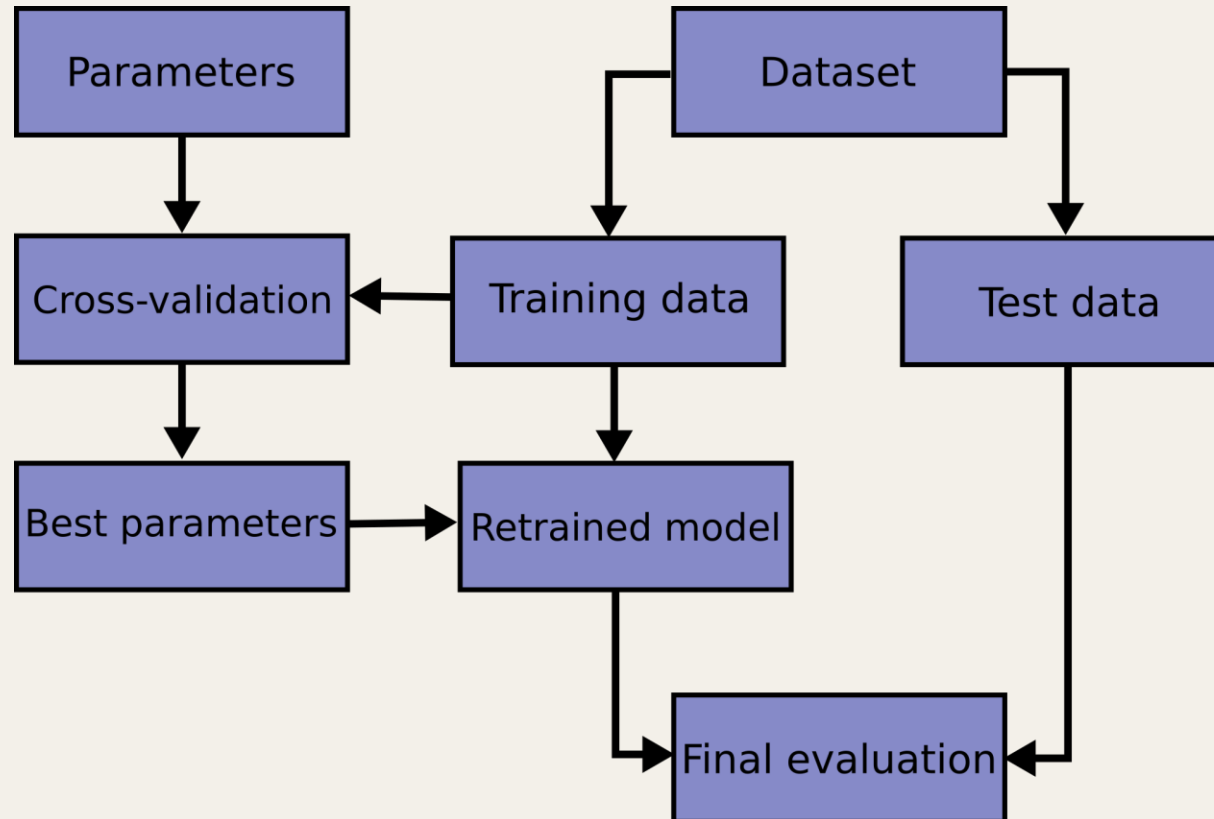 Parameters
Dataset
Cross-validation
Training data
Test data
Best parameters
Retrained model
Final evaluation